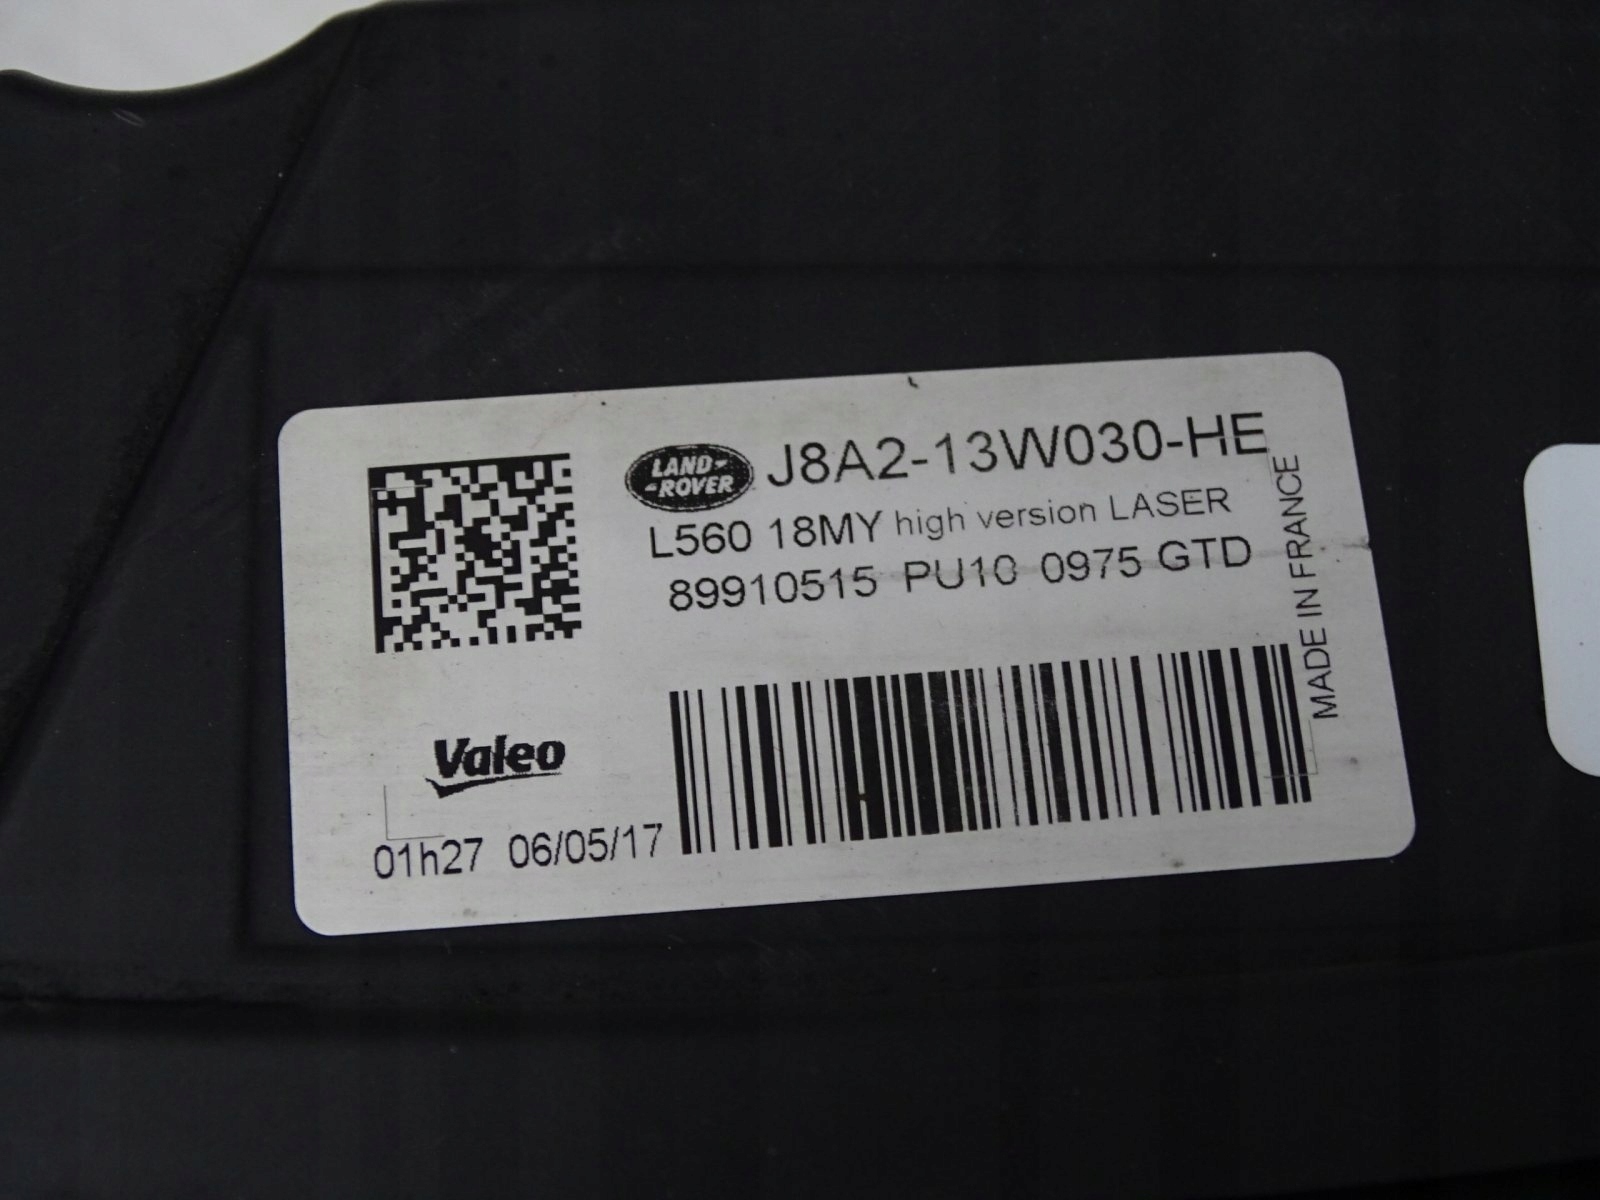 LAND-
-ROVER
J8A2-13W030-HE
L560 18MY high version LASER
89910515 PU10 0975 GTD
MADE IN FRANCE
Valeo
01h27 06/05/17